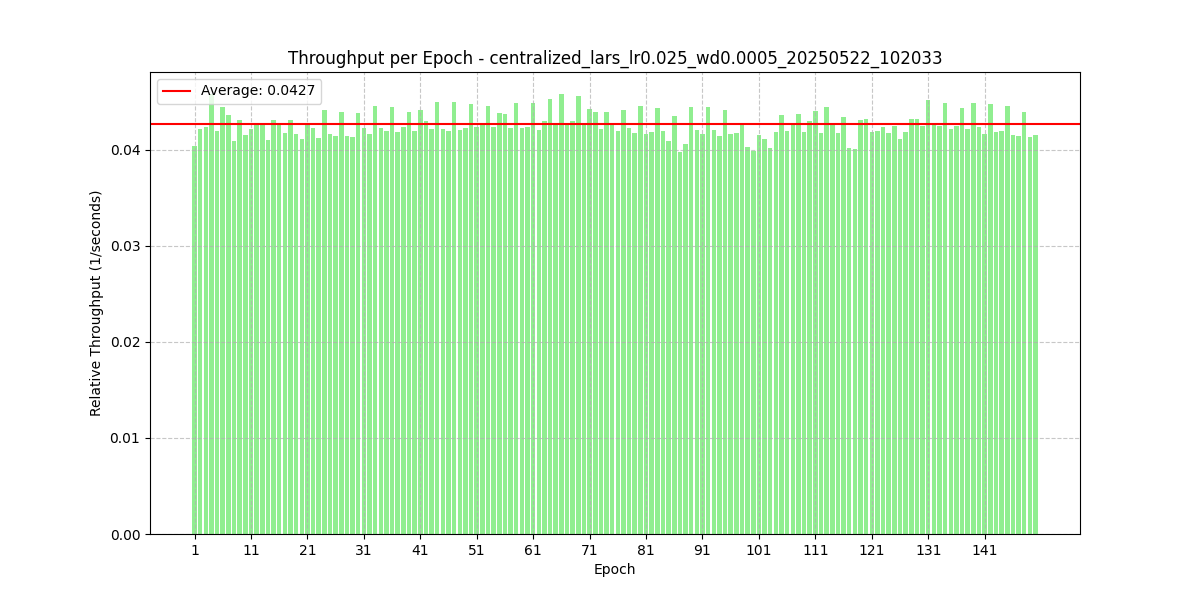 Throughput per Epoch - centralized_lars_lr0.025_wd0.0005_20250522_102033
Average: 0.0427
Relative Throughput (1/seconds)
0.04
0.03
0.02
0.01
0.00
1 11 21 31 41 51 61 71 81 91 101 111 121 131 141
Epoch